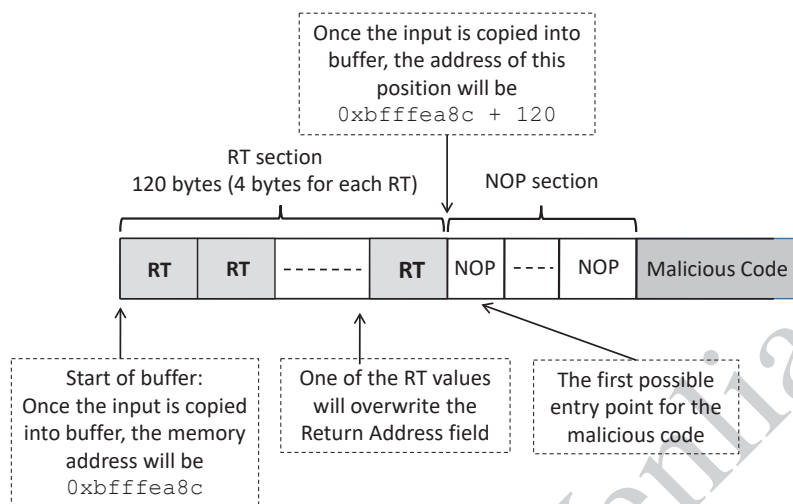 Once the input is copied into
buffer, the address of this
position will be
0xbfffea8c + 120
RT section
120 bytes (4 bytes for each RT)
NOP section
RT
RT
RT
NOP
NOP
Malicious Code
Start of buffer:
Once the input is copied
into buffer, the memory
address will be
0xbfffea8c
One of the RT values
will overwrite the
Return Address field
The first possible
entry point for the
malicious code